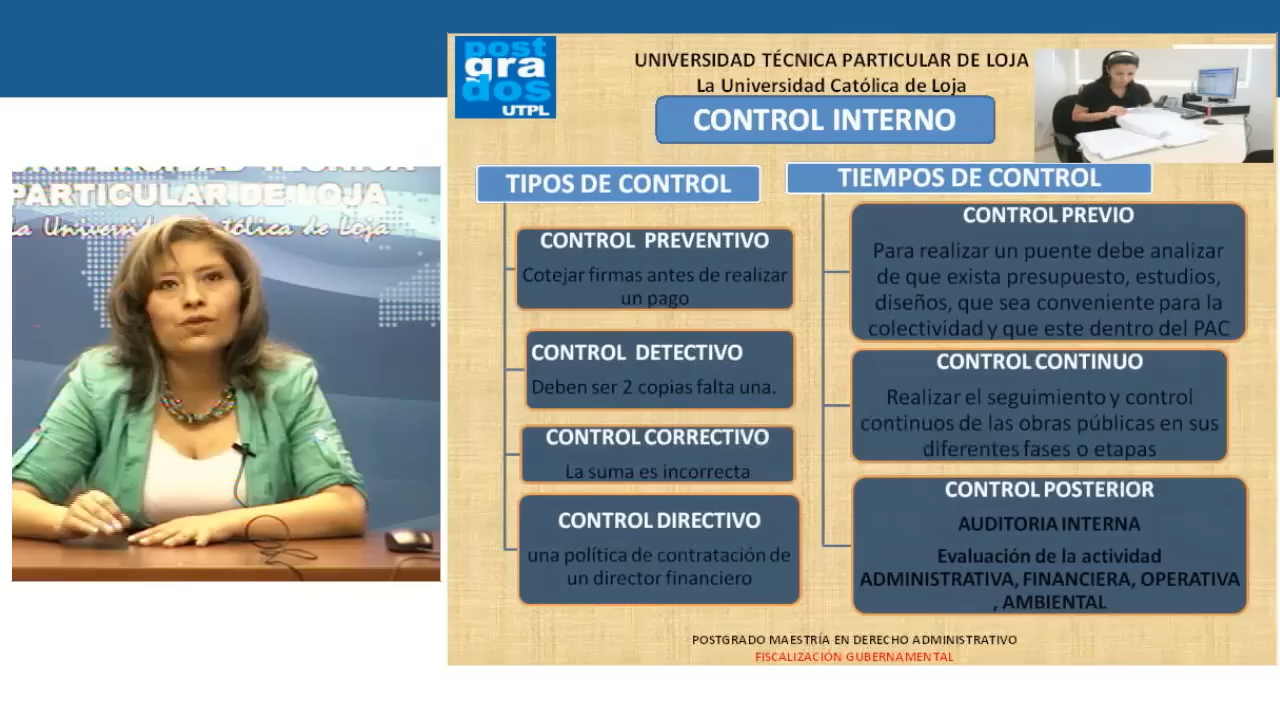 PARTICULAR DE LOJA
La Universidad Católica de Loja
post
gra
dos
UTPL
UNIVERSIDAD TÉCNICA PARTICULAR DE LOJA
La Universidad Católica de Loja
CONTROL INTERNO
TIPOS DE CONTROL
CONTROL PREVENTIVO
Cotejar firmas antes de realizar
un pago
CONTROL DETECTIVO
Deben ser 2 copias falta una.
CONTROL CORRECTIVO
La suma es incorrecta
CONTROL DIRECTIVO
una política de contratación de
un director financiero
TIEMPOS DE CONTROL
CONTROL PREVIO
Para realizar un puente debe analizar
de que exista presupuesto, estudios,
diseños, que sea conveniente para la
colectividad y que este dentro del PAC
CONTROL CONTINUO
Realizar el seguimiento y control
continuos de las obras públicas en sus
diferentes fases o etapas
CONTROL POSTERIOR
AUDITORIA INTERNA
Evaluación de la actividad
ADMINISTRATIVA, FINANCIERA, OPERATIVA
, AMBIENTAL
POSTGRADO MAESTRÍA EN DERECHO ADMINISTRATIVO
FISCALIZACIÓN GUBERNAMENTAL